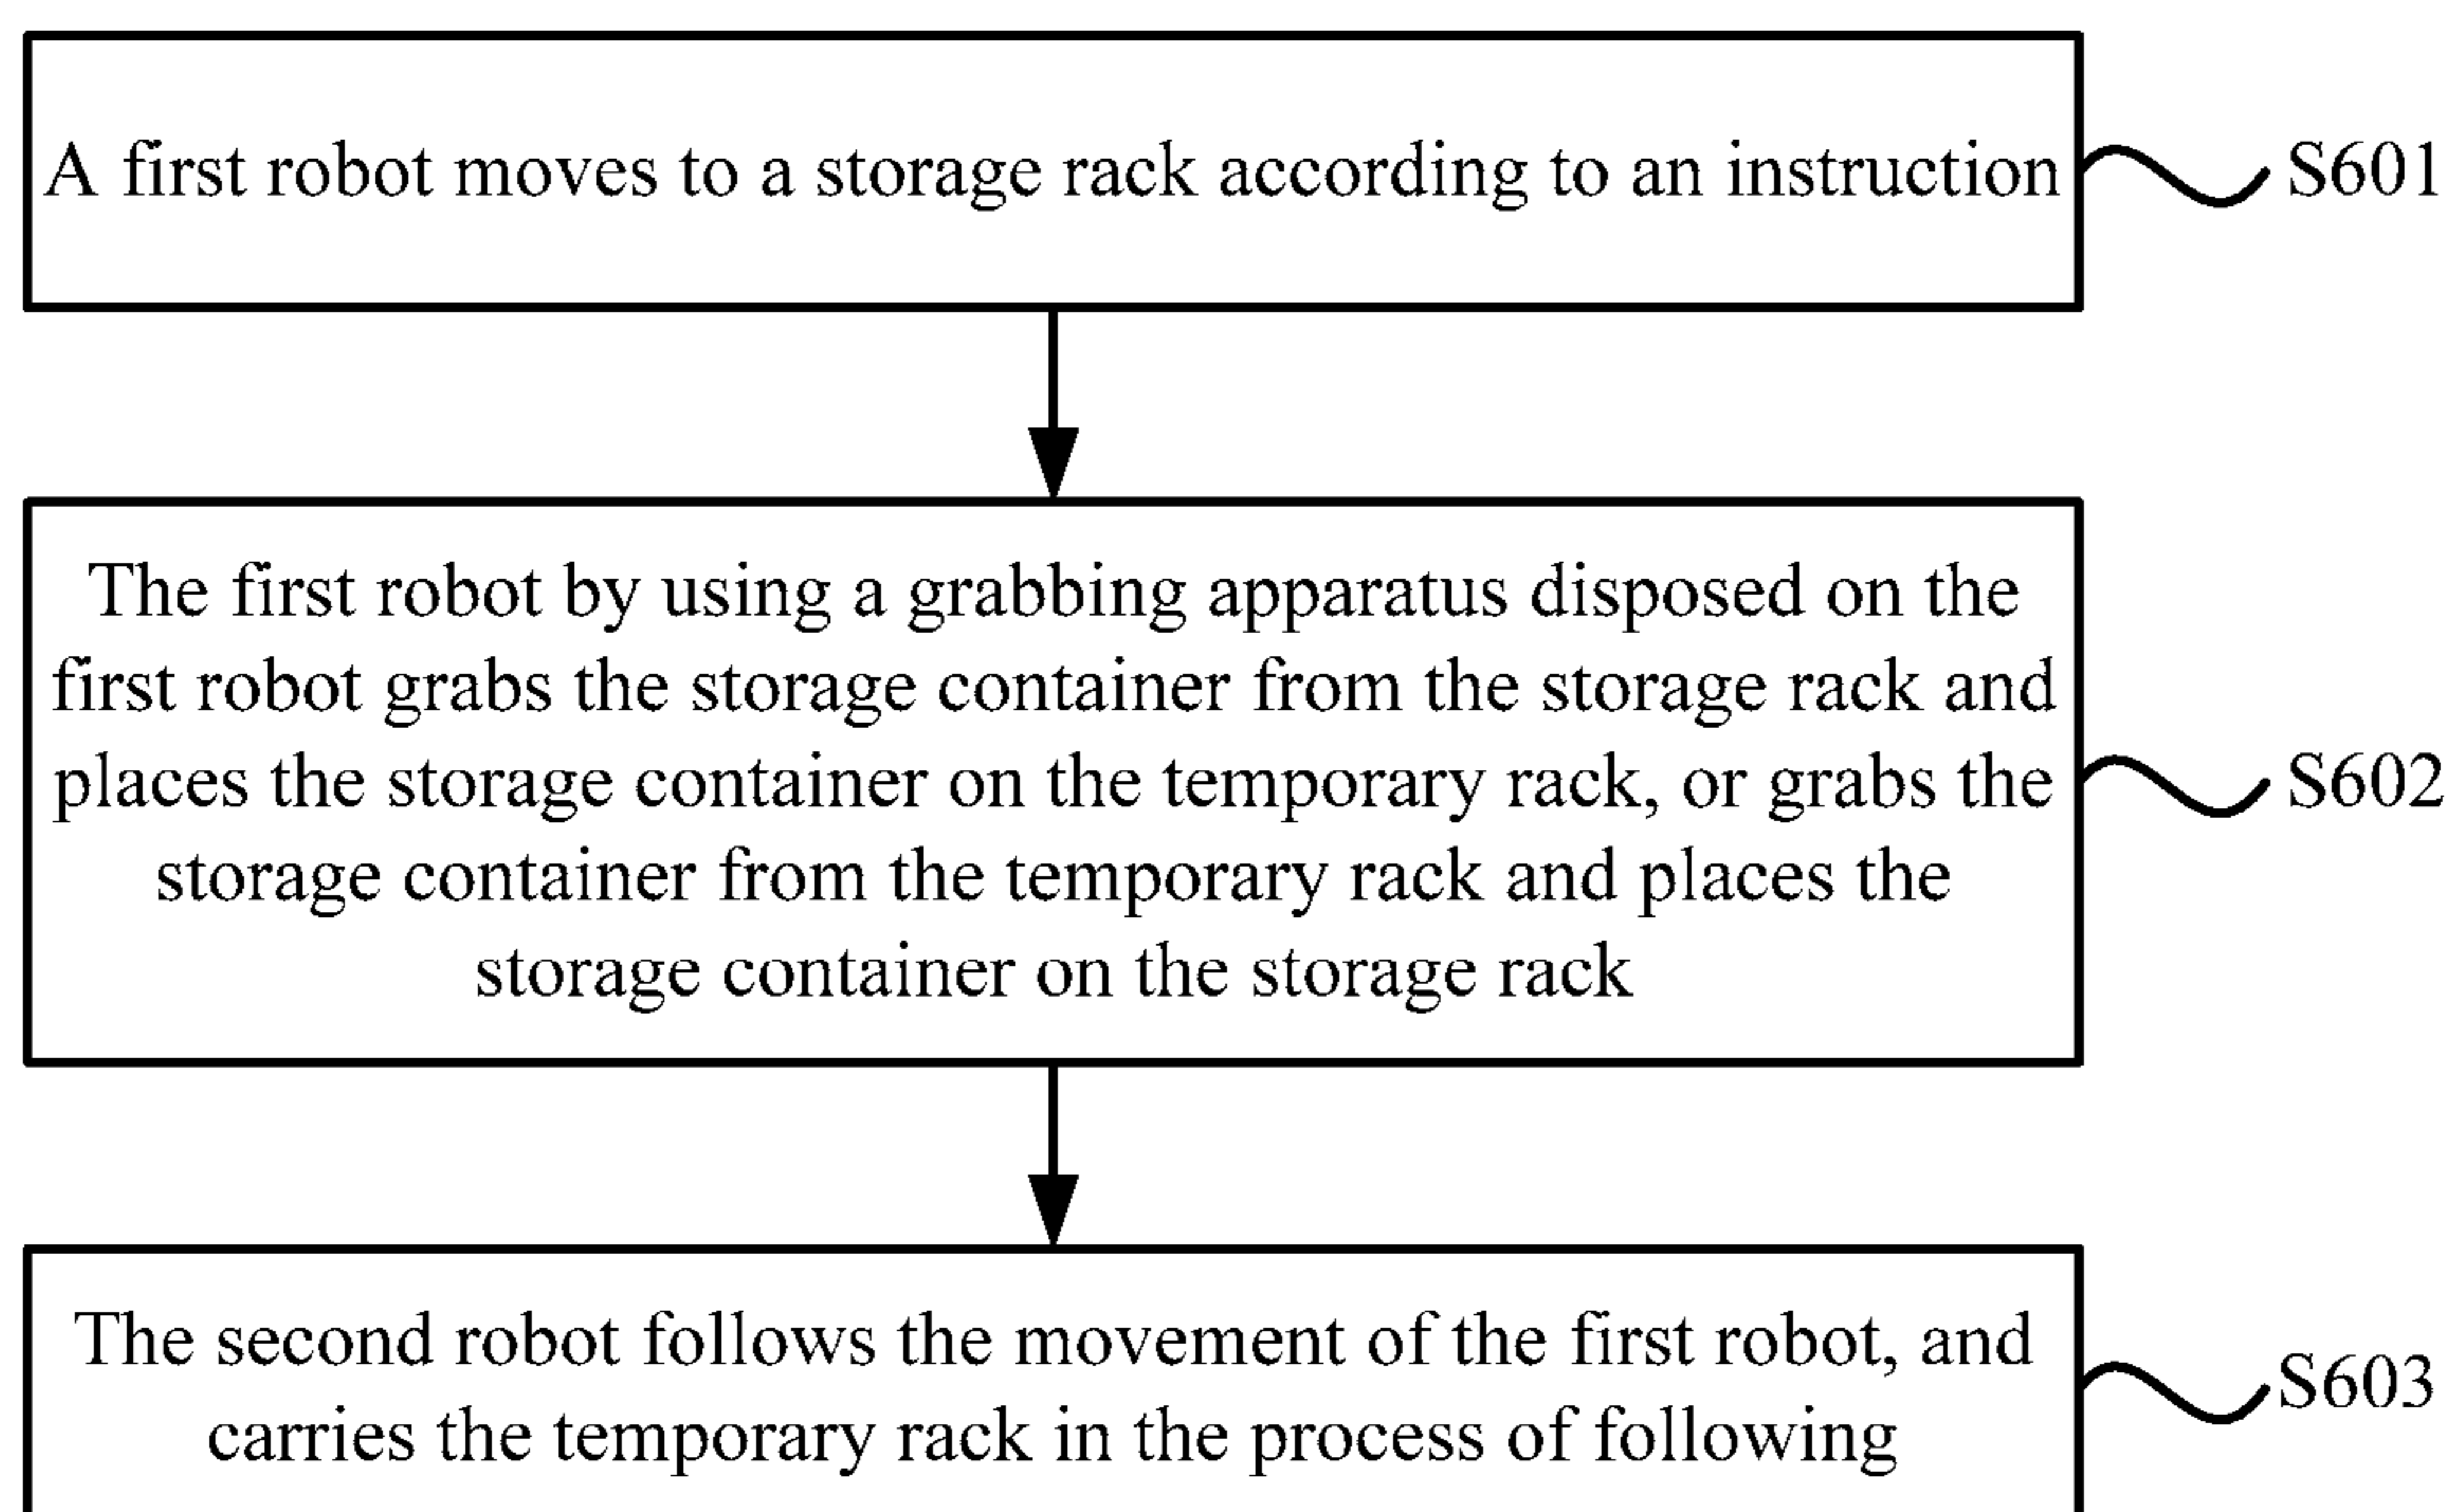 A first robot moves to a storage rack according to an instruction
S601
The first robot by using a grabbing apparatus disposed on the
first robot grabs the storage container from the storage rack and
places the storage container on the temporary rack, or grabs the
storage container from the temporary rack and places the
storage container on the storage rack
S602
The second robot follows the movement of the first robot, and
carries the temporary rack in the process of following
S603